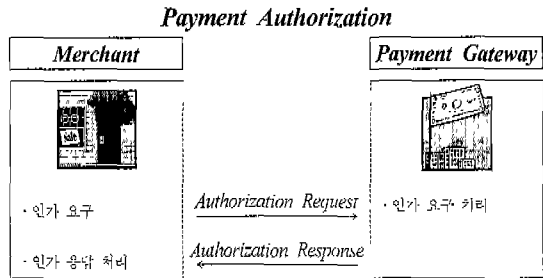 Payment Authorization
Merchant
Payment Gateway
sale
· 인가 요구
Authorization Request
· 인가 요구 처리
Authorization Response
· 인가 응답 처리